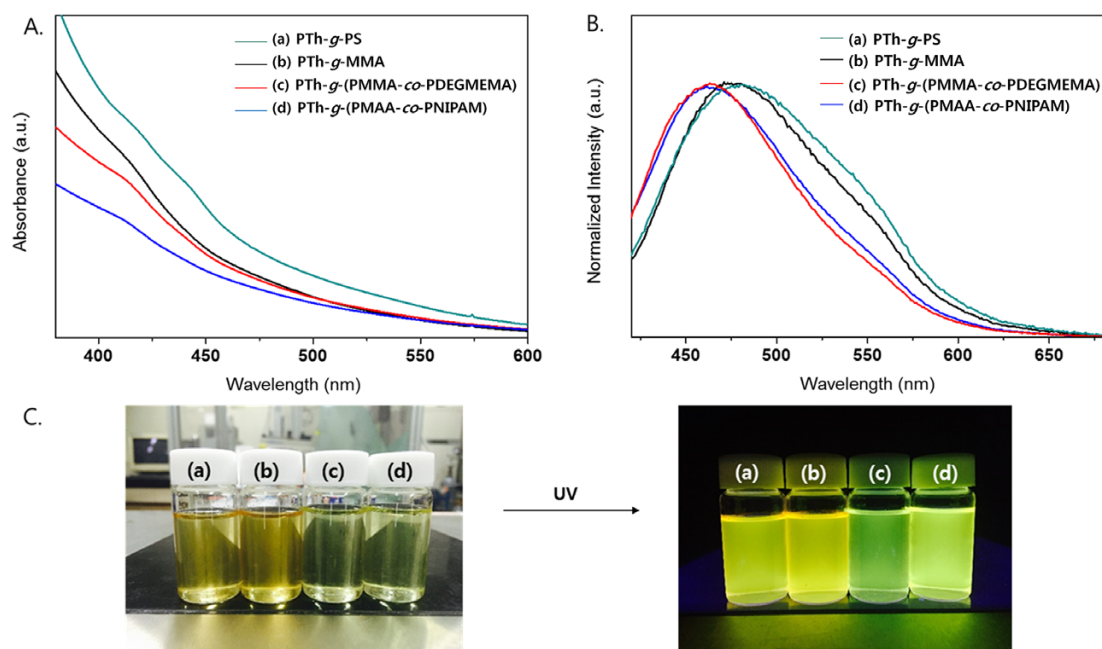 A.
(a) PTh-g-PS
(b) PTh-g-MMA
(c) PTh-g-(PMMA-co-PDEGMEMA)
(d) PTh-g-(PMAA-co-PNIPAM)
Absorbance (a.u.)
400 450 500 550 600
Wavelength (nm)
B.
(a) PTh-g-PS
(b) PTh-g-MMA
(c) PTh-g-(PMMA-co-PDEGMEMA)
(d) PTh-g-(PMAA-co-PNIPAM)
Normalized Intensity (a.u.)
450 500 550 600 650
Wavelength (nm)
C.
(a) (b) (c) (d)
UV
(a) (b) (c) (d)